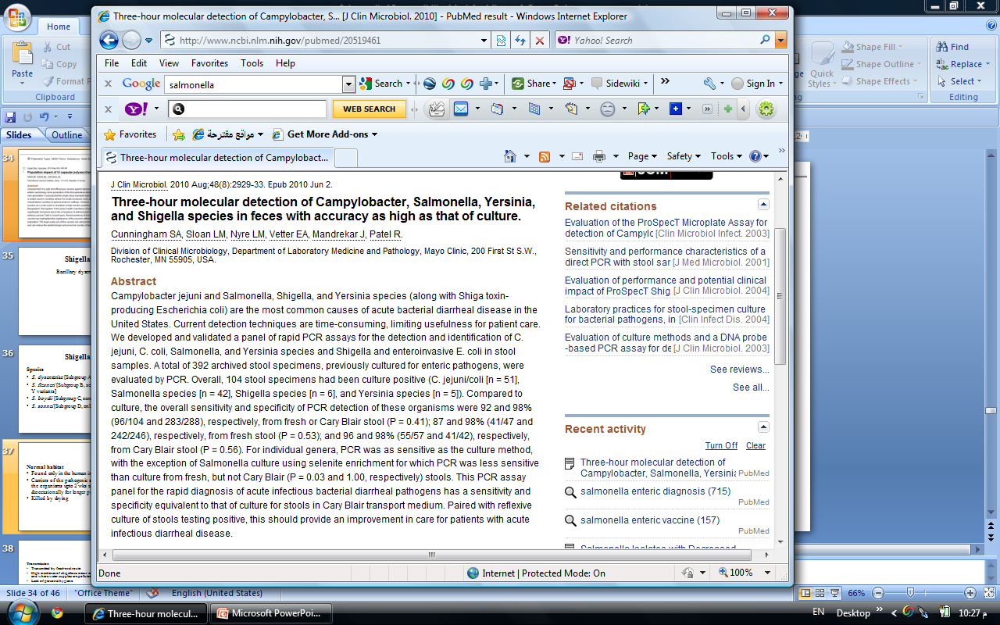 Three-hour molecular detection of Campylobacter, S... [J Clin Microbiol. 2010] - PubMed result - Windows Internet Explorer
http://www.ncbi.nlm.nih.gov/pubmed/20519461
Yahoo! Search
File Edit View Favorites Tools Help
Google salmonella Search Share Sidewiki Sign In
Y! WEB SEARCH
Favorites مواقع مقترحة Get More Add-ons
Three-hour molecular detection of Campylobact...
Page Safety Tools
J Clin Microbiol. 2010 Aug;48(8):2929-33. Epub 2010 Jun 2.
Three-hour molecular detection of Campylobacter, Salmonella, Yersinia,
and Shigella species in feces with accuracy as high as that of culture.
Cunningham SA, Sloan LM, Nyre LM, Vetter EA, Mandrekar J, Patel R.
Division of Clinical Microbiology, Department of Laboratory Medicine and Pathology, Mayo Clinic, 200 First St S.W.,
Rochester, MN 55905, USA.
Abstract
Campylobacter jejuni and Salmonella, Shigella, and Yersinia species (along with Shiga toxin-
producing Escherichia coli) are the most common causes of acute bacterial diarrheal disease in the
United States. Current detection techniques are time-consuming, limiting usefulness for patient care.
We developed and validated a panel of rapid PCR assays for the detection and identification of C.
jejuni, C. coli, Salmonella, and Yersinia species and Shigella and enteroinvasive E. coli in stool
samples. A total of 392 archived stool specimens, previously cultured for enteric pathogens, were
evaluated by PCR. Overall, 104 stool specimens had been culture positive (C. jejuni/coli [n = 51],
Salmonella species [n = 42], Shigella species [n = 6], and Yersinia species [n = 5]). Compared to
culture, the overall sensitivity and specificity of PCR detection of these organisms were 92 and 98%
(96/104 and 283/288), respectively, from fresh or Cary Blair stool (P = 0.41); 87 and 98% (41/47 and
242/246), respectively, from fresh stool (P = 0.53); and 96 and 98% (55/57 and 41/42), respectively,
from Cary Blair stool (P = 0.56). For individual genera, PCR was as sensitive as the culture method,
with the exception of Salmonella culture using selenite enrichment for which PCR was less sensitive
than culture from fresh, but not Cary Blair (P = 0.03 and 1.00, respectively) stools. This PCR assay
panel for the rapid diagnosis of acute infectious bacterial diarrheal pathogens has a sensitivity and
specificity equivalent to that of culture for stools in Cary Blair transport medium. Paired with reflexive
culture of stools testing positive, this should provide an improvement in care for patients with acute
infectious diarrheal disease.
Related citations
Evaluation of the ProSpecT Microplate Assay for
detection of Campylc [Clin Microbiol Infect. 2003]
Sensitivity and performance characteristics of a
direct PCR with stool sar [J Med Microbiol. 2001]
Evaluation of performance and potential clinical
impact of ProSpecT Shig [J Clin Microbiol. 2004]
Laboratory practices for stool-specimen culture
for bacterial pathogens, in [Clin Infect Dis. 2004]
Evaluation of culture methods and a DNA probe
-based PCR assay for de [J Clin Microbiol. 2003]
See reviews...
See all...
Recent activity
Turn Off Clear
Three-hour molecular detection of
Campylobacter, Salmonella, Yersinia PubMed
salmonella enteric diagnosis (715)
PubMed
salmonella enteric vaccine (157)
PubMed
Salmonella Isolates with Decreased
Done
Internet | Protected Mode: On
100%
Home
Paste
Cut
Copy
Format
Clipboard
Slides Outline
34
35
Shigella
36
Shigella
Species
37
Normal habitat
Killed by drying
38
Transmission
Quick
Styles
Shape Fill
Shape Outline
Shape Effects
Find
Replace
Select
Editing
Slide 34 of 46
"Office Theme"
English (United States)
66%
Three-hour molecul...
Microsoft PowerPoi...
EN
Desktop
10:27 م